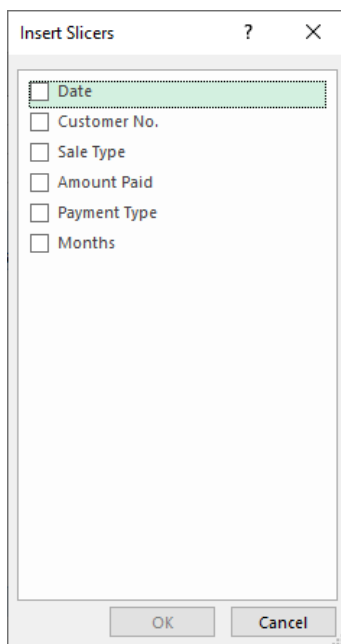 Insert Slicers ?
Date
Customer No.
Sale Type
Amount Paid
Payment Type
Months
OK Cancel